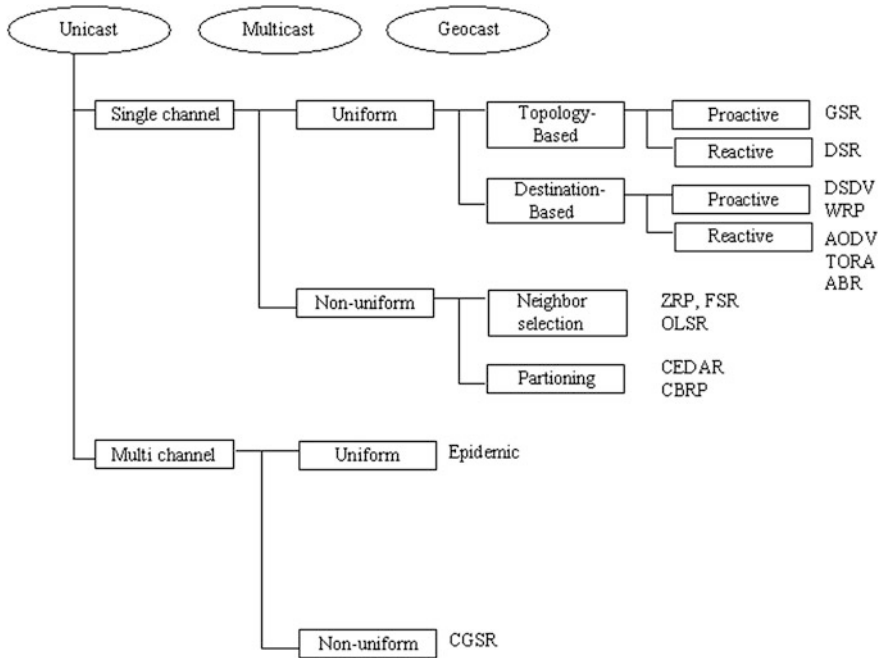 Unicast
Multicast
Geocast
Single channel
Uniform
Topology-
Based
Proactive
GSR
Reactive
DSR
Destination-
Based
Proactive
DSDV
WRP
Reactive
AODV
TORA
ABR
Non-uniform
Neighbor
selection
ZRP, FSR
OLSR
Partioning
CEDAR
CBRP
Multi channel
Uniform
Epidemic
Non-uniform
CGSR